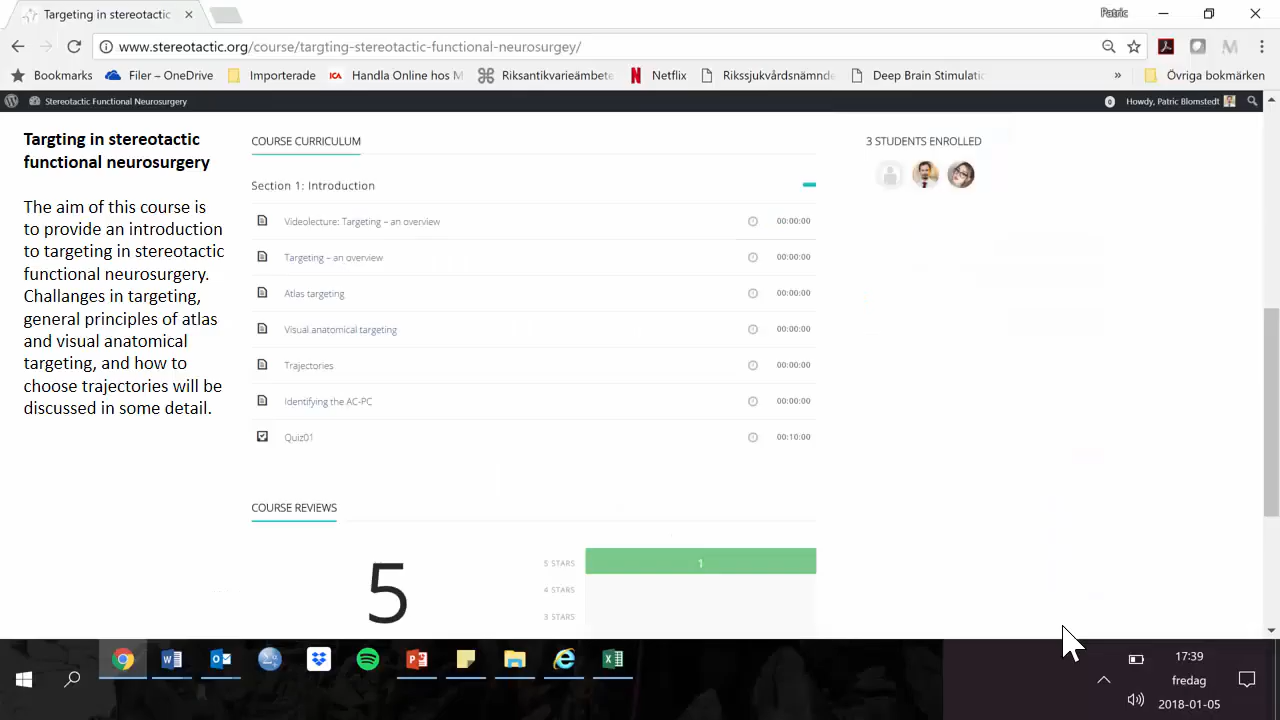 Targeting in stereotactic
Patric
www.stereotactic.org/course/targting-stereotactic-functional-neurosurgey/
Bookmarks
Filer – OneDrive
Importerade
ICA
Handla Online hos M
Riksantikvarieämbete
Netflix
Rikssjukvårdsnämnde
Deep Brain Stimulatic
»
Övriga bokmärken
Stereotactic Functional Neurosurgery
0
Howdy, Patric Blomstedt
Targting in stereotactic
functional neurosurgery
The aim of this course is
to provide an introduction
to targeting in stereotactic
functional neurosurgery.
Challanges in targeting,
general principles of atlas
and visual anatomical
targeting, and how to
choose trajectories will be
discussed in some detail.
COURSE CURRICULUM
Section 1: Introduction
Videolecture: Targeting – an overview 00:00:00
Targeting – an overview 00:00:00
Atlas targeting 00:00:00
Visual anatomical targeting 00:00:00
Trajectories 00:00:00
Identifying the AC-PC 00:00:00
Quiz01 00:10:00
COURSE REVIEWS
5
5 STARS 1
4 STARS
3 STARS
3 STUDENTS ENROLLED
17:39
fredag
2018-01-05